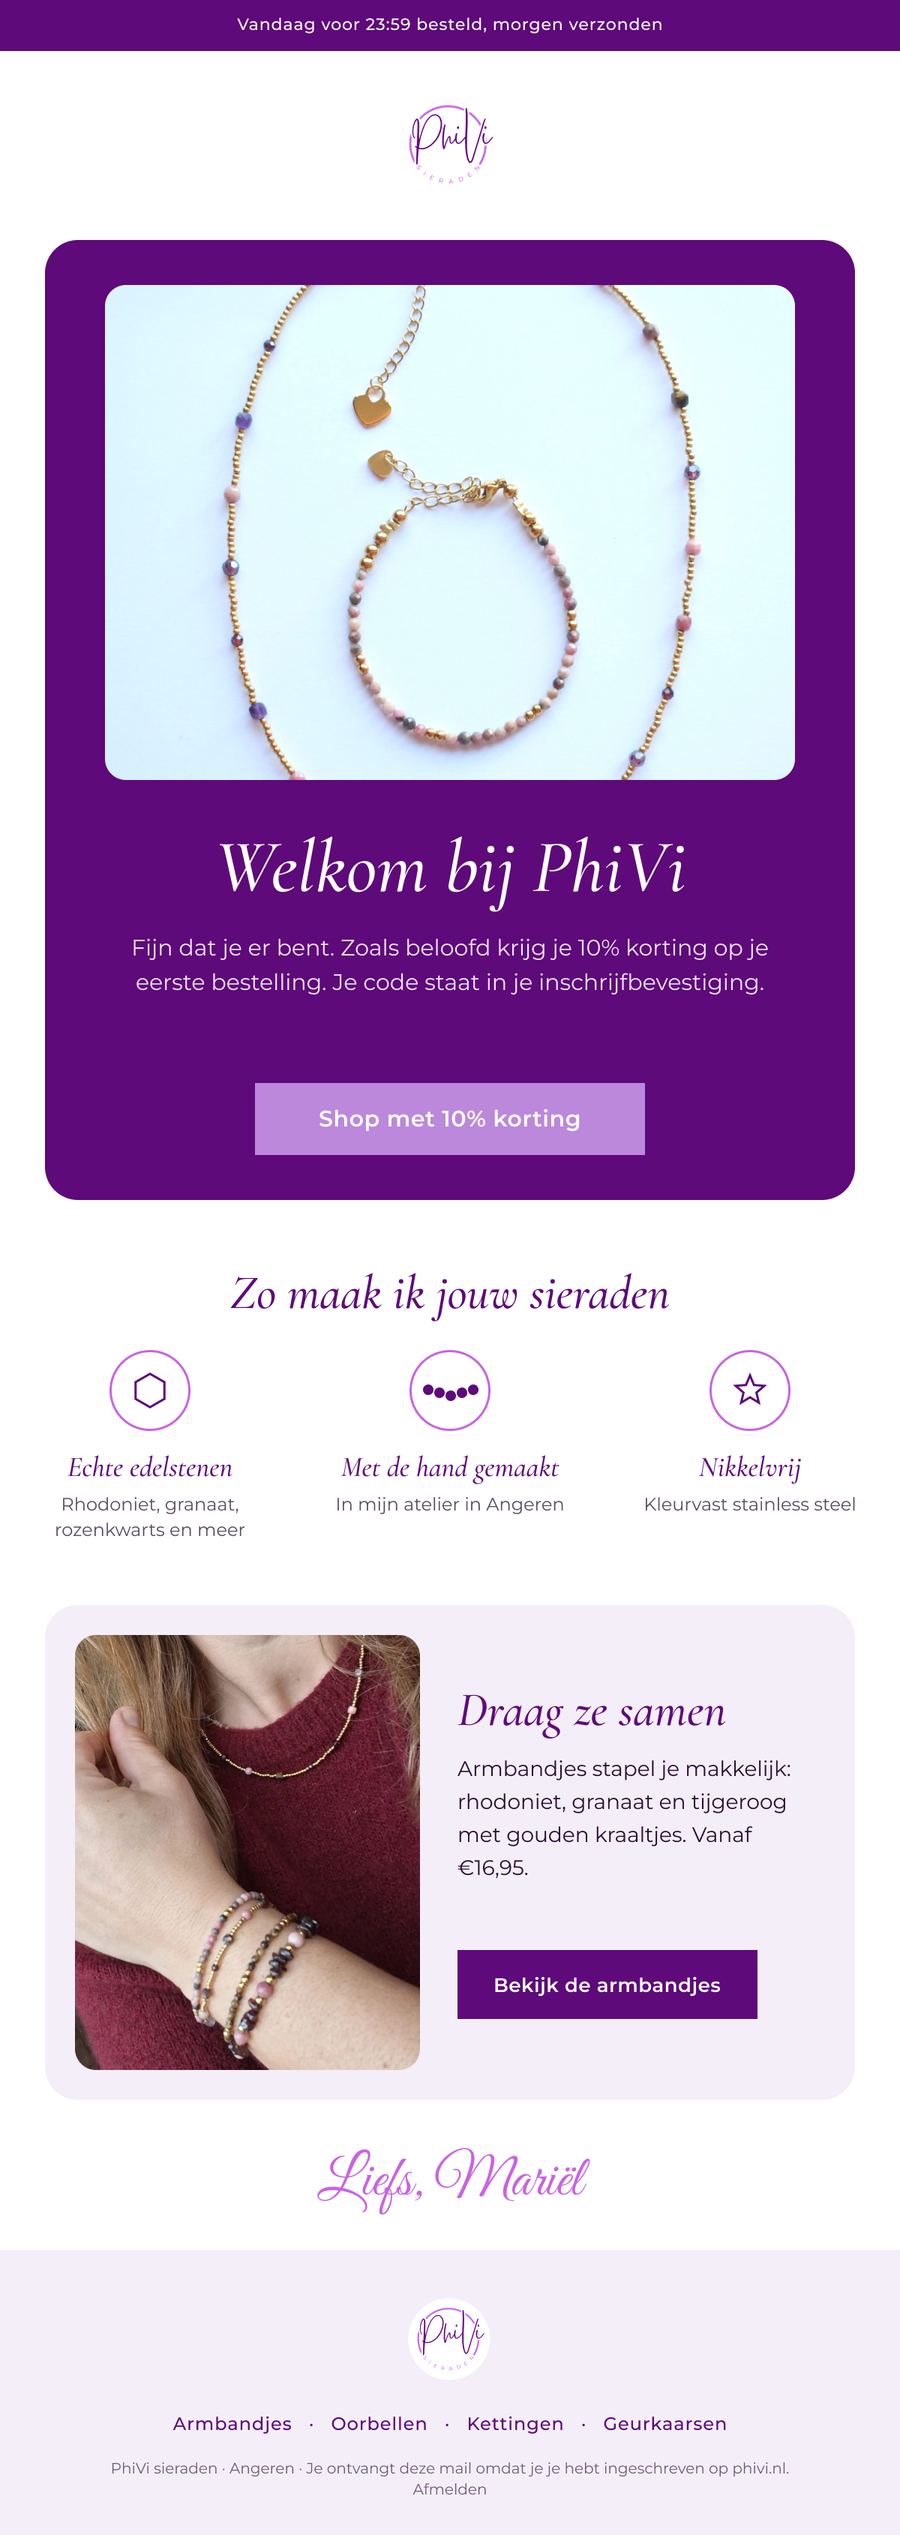 Vandaag voor 23:59 besteld, morgen verzonden
PhiVi
SIERADEN
Welkom bij PhiVi
Fijn dat je er bent. Zoals beloofd krijg je 10% korting op je
eerste bestelling. Je code staat in je inschrijfbevestiging.
Shop met 10% korting
Zo maak ik jouw sieraden
Echte edelstenen
Rhodoniet, granaat,
rozenkwarts en meer
Met de hand gemaakt
In mijn atelier in Angeren
Nikkelvrij
Kleurvast stainless steel
Draag ze samen
Armbandjes stapel je makkelijk:
rhodoniet, granaat en tijgeroog
met gouden kraaltjes. Vanaf
€16,95.
Bekijk de armbandjes
Liefs, Mariël
PhiVi
SIERADEN
Armbandjes · Oorbellen · Kettingen · Geurkaarsen
PhiVi sieraden · Angeren · Je ontvangt deze mail omdat je je hebt ingeschreven op phivi.nl.
Afmelden